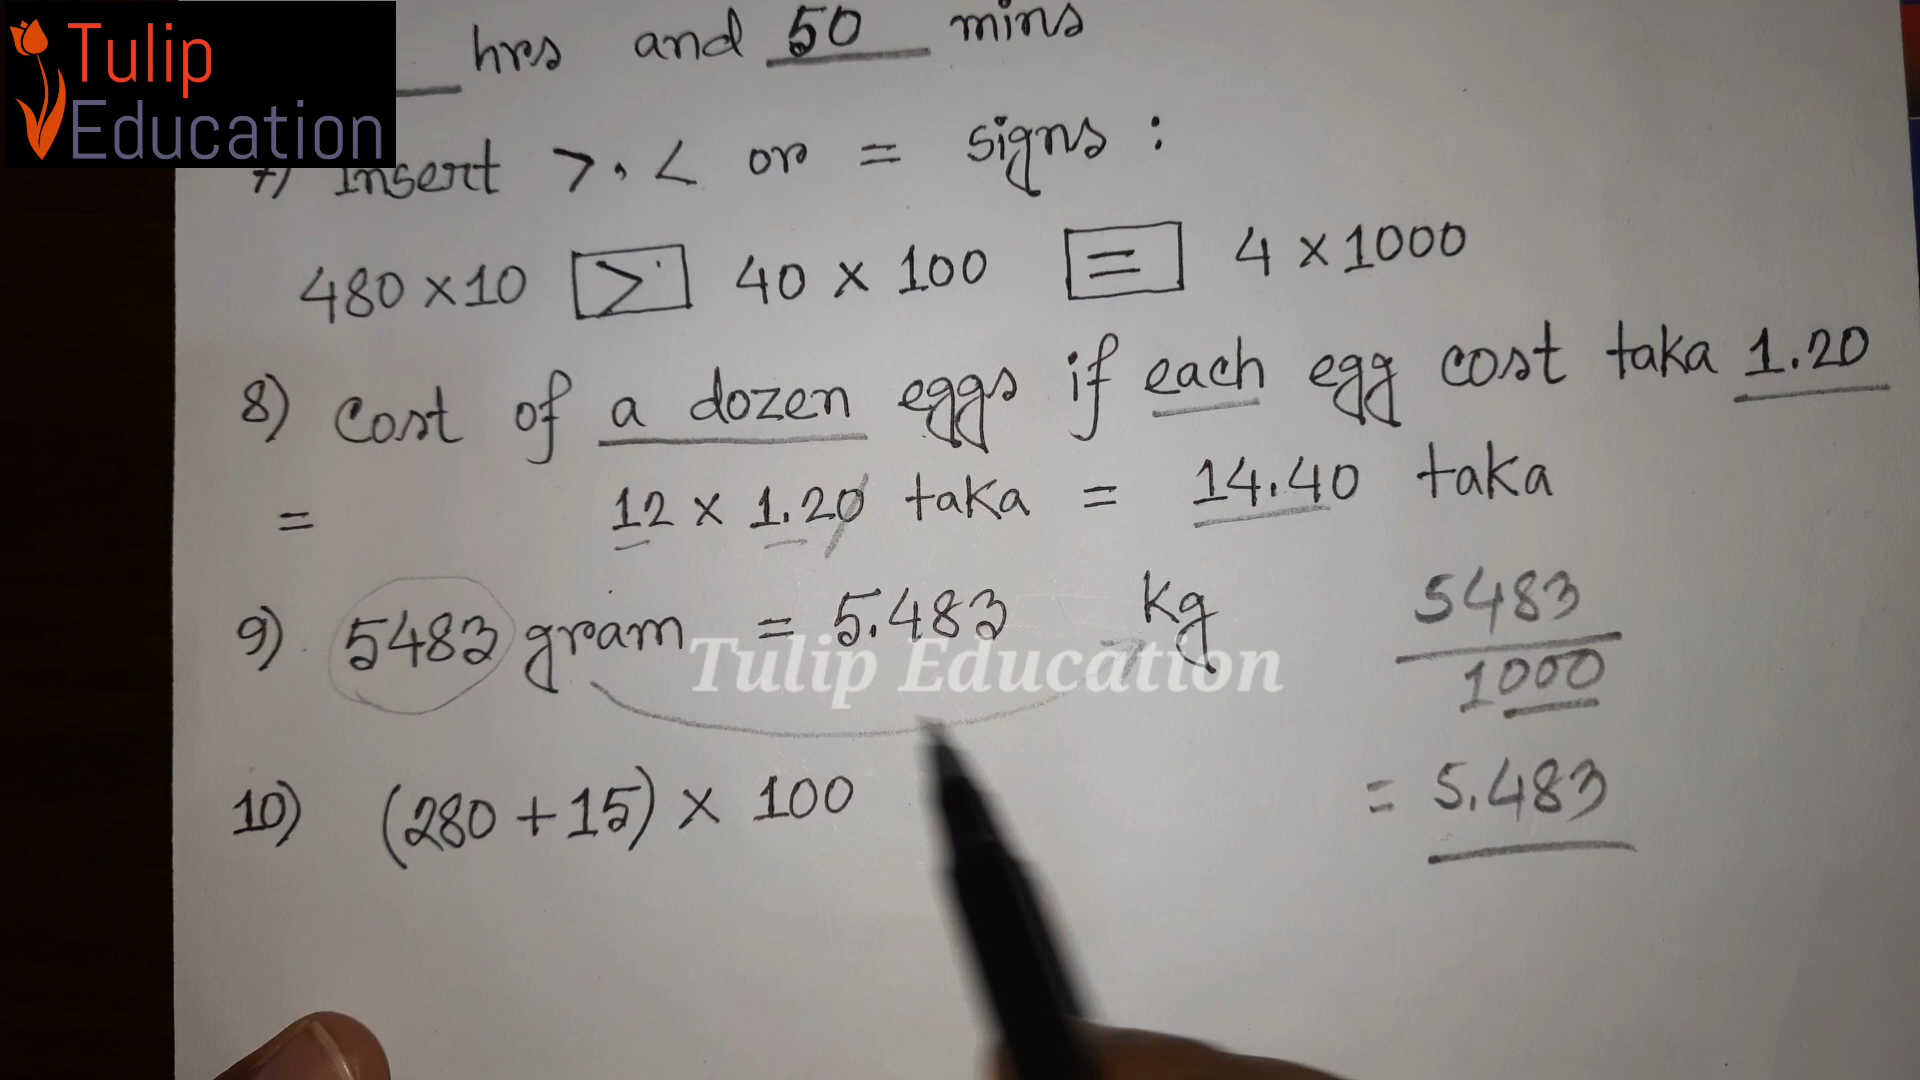 Tulip
Education
hrs and 50 mins
7) Insert >, < or = signs :
480 × 10 > 40 × 100 = 4 × 1000
8) Cost of a dozen eggs if each egg cost taka 1.20
= 12 × 1.20 taka = 14.40 taka
9) 5483 gram = 5.483 kg
5483
1000
= 5.483
Tulip Education
10) (280 + 15) × 100